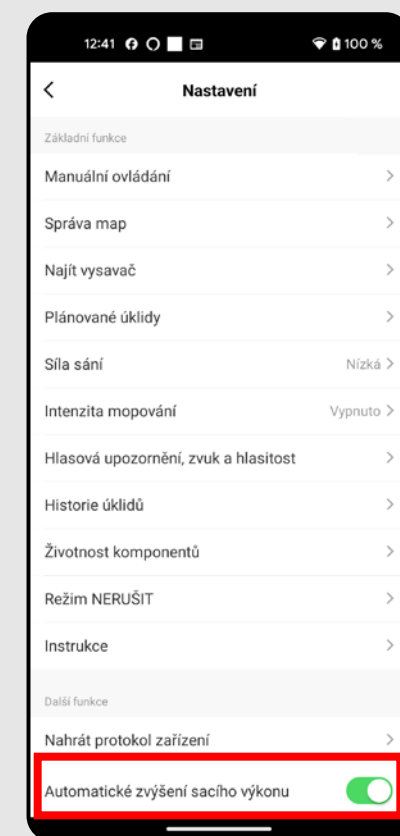 12:41 100 %
Nastavení
Základní funkce
Manuální ovládání
Správa map
Najít vysavač
Plánované úklidy
Síla sání Nízká
Intenzita mopování Vypnuto
Hlasová upozornění, zvuk a hlasitost
Historie úklidů
Životnost komponentů
Režim NERUŠIT
Instrukce
Další funkce
Nahrát protokol zařízení
Automatické zvýšení sacího výkonu